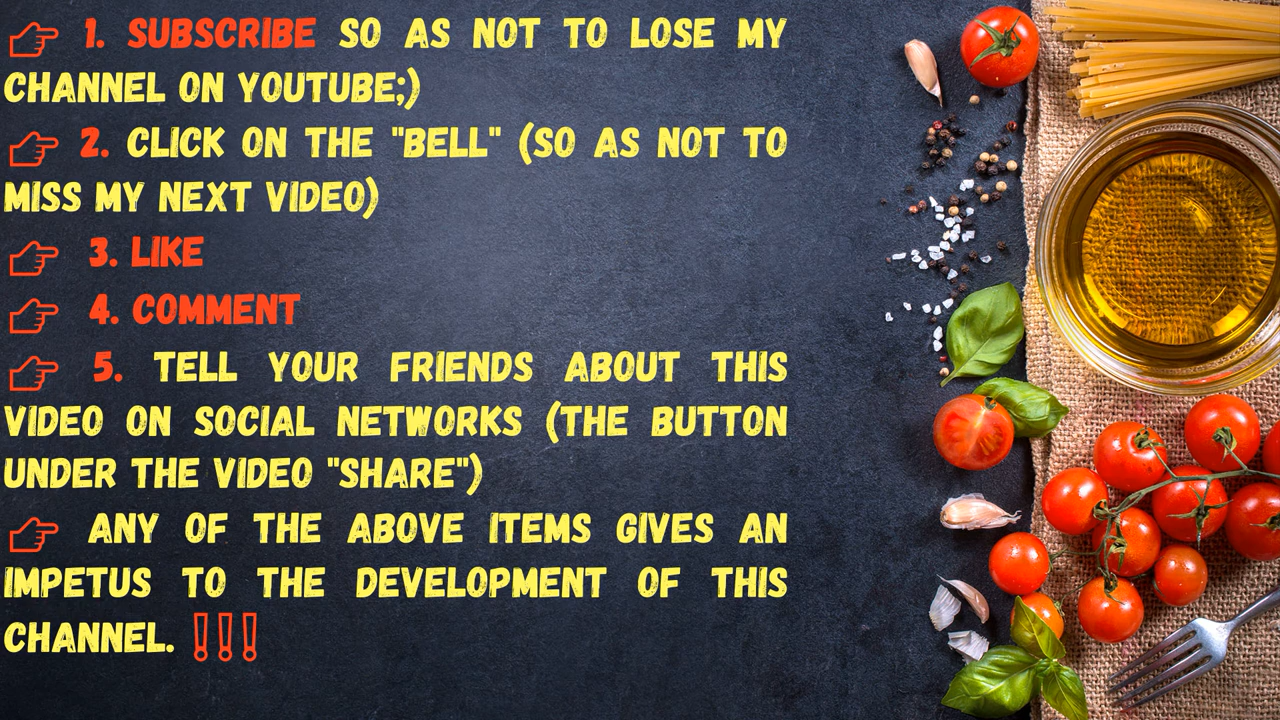 👉 1. SUBSCRIBE SO AS NOT TO LOSE MY
CHANNEL ON YOUTUBE;)
👉 2. CLICK ON THE "BELL" (SO AS NOT TO
MISS MY NEXT VIDEO)
👉 3. LIKE
👉 4. COMMENT
👉 5. TELL YOUR FRIENDS ABOUT THIS
VIDEO ON SOCIAL NETWORKS (THE BUTTON
UNDER THE VIDEO "SHARE")
👉 ANY OF THE ABOVE ITEMS GIVES AN
IMPETUS TO THE DEVELOPMENT OF THIS
CHANNEL. !!!